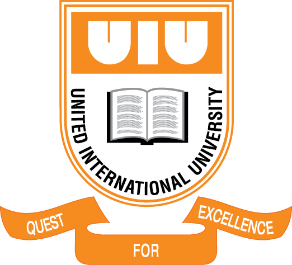 UIU
UNITED INTERNATIONAL UNIVERSITY
QUEST
FOR
EXCELLENCE